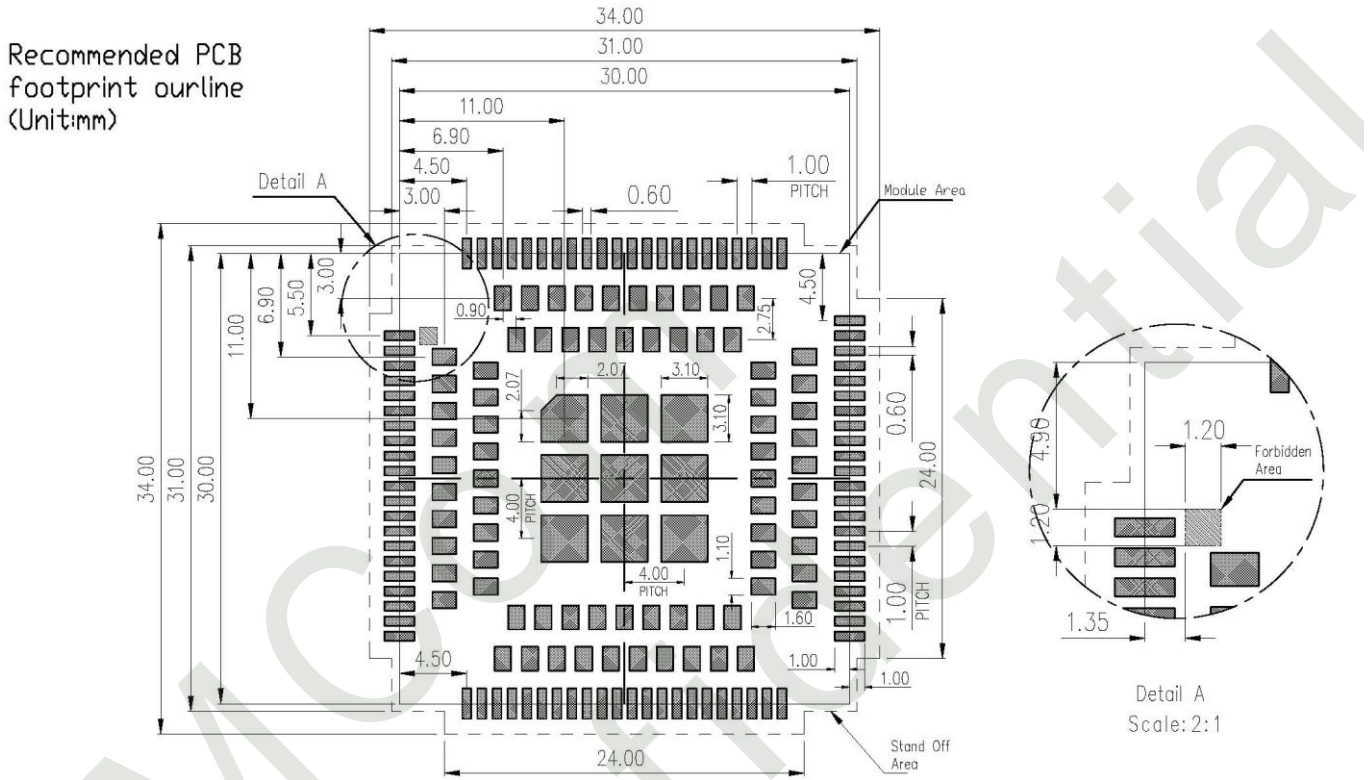 34.00
31.00
30.00
Recommended PCB
footprint ourline
(Unit:mm)
11.00
6.90
4.50
3.00
Detail A
0.60
1.00
PITCH
Module Area
34.00
31.00
30.00
11.00
6.90
5.50
3.00
0.90
4.50
2.75
2.07
2.07
3.10
3.10
4.00
PITCH
4.00
PITCH
1.10
1.60
0.60
24.00
1.00
PITCH
1.00
1.00
4.50
24.00
Stand Off
Area
4.90
1.20
1.20
Forbidden
Area
1.35
Detail A
Scale:2:1
MCom
fidential